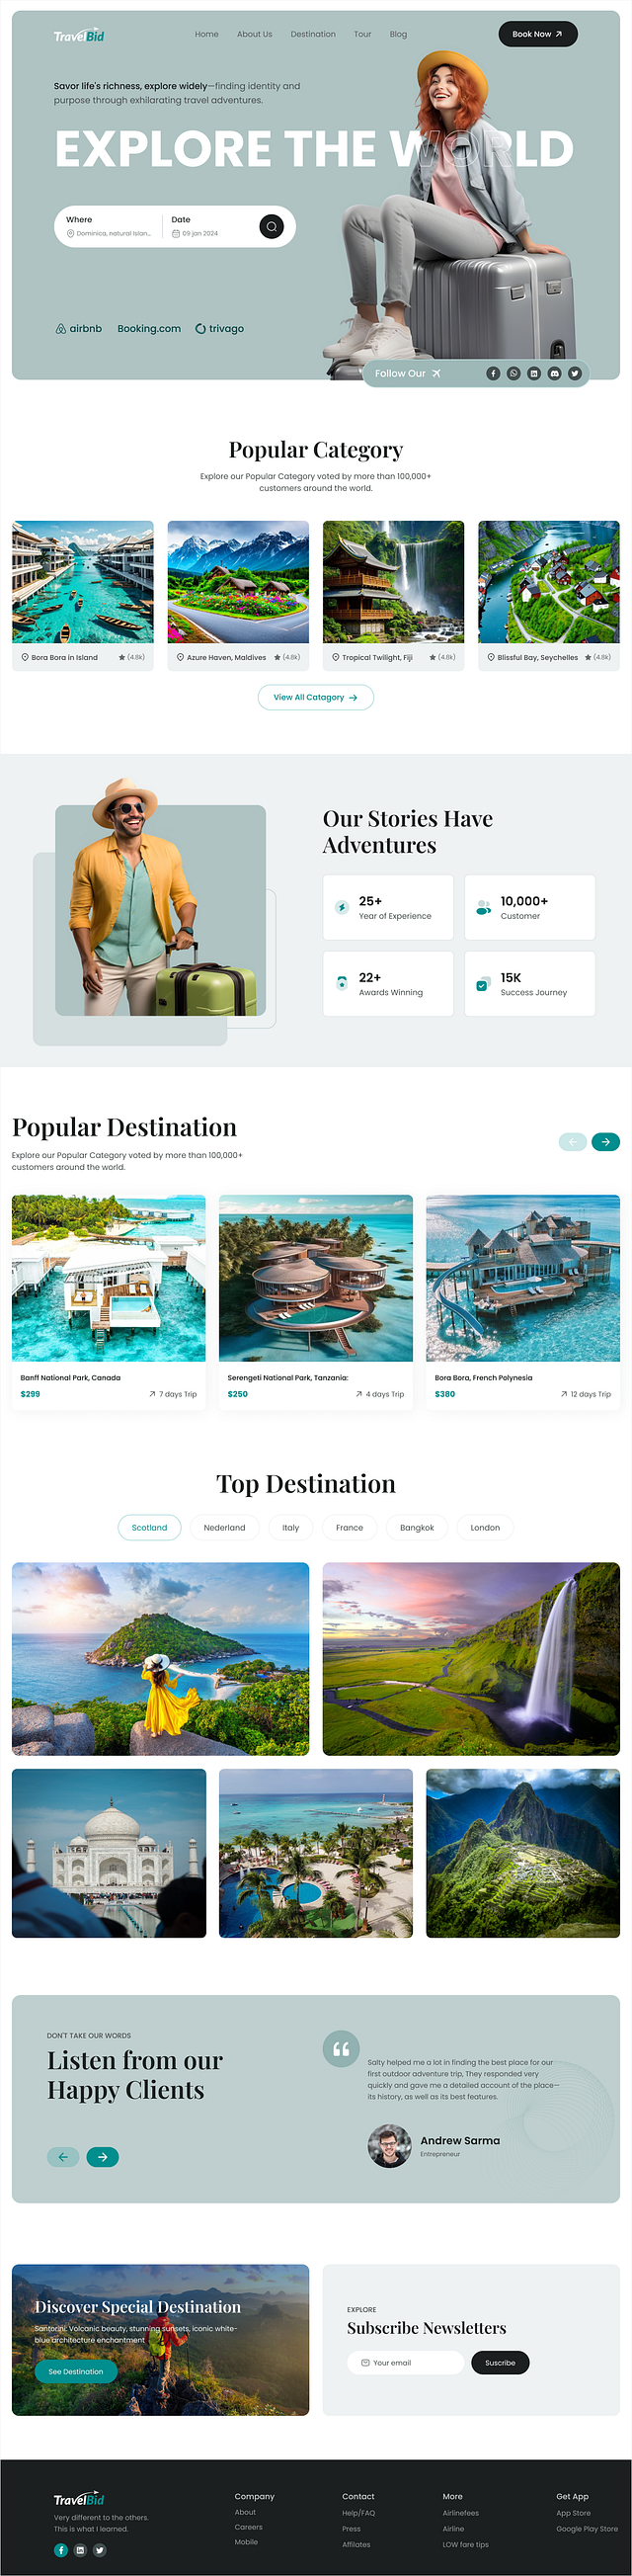 TravelBid
Home About Us Destination Tour Blog
Book Now
Savor life's richness, explore widely—finding identity and
purpose through exhilarating travel adventures.
EXPLORE THE WORLD
Where
Dominica, natural Islan...
Date
09 jan 2024
airbnb Booking.com trivago
Follow Our
Popular Category
Explore our Popular Category voted by more than 100,000+
customers around the world.
Bora Bora in Island (4.8k)
Azure Haven, Maldives (4.8k)
Tropical Twilight, Fiji (4.8k)
Blissful Bay, Seychelles (4.8k)
View All Catagory
Our Stories Have
Adventures
25+
Year of Experience
10,000+
Customer
22+
Awards Winning
15K
Success Journey
Popular Destination
Explore our Popular Category voted by more than 100,000+
customers around the world.
Banff National Park, Canada
$299 7 days Trip
Serengeti National Park, Tanzania:
$250 4 days Trip
Bora Bora, French Polynesia
$380 12 days Trip
Top Destination
Scotland Nederland Italy France Bangkok London
DON'T TAKE OUR WORDS
Listen from our
Happy Clients
Salty helped me a lot in finding the best place for our
first outdoor adventure trip, They responded very
quickly and gave me a detailed account of the place—
its history, as well as its best features.
Andrew Sarma
Entrepreneur
Discover Special Destination
Santorini: Volcanic beauty, stunning sunsets, iconic white-
blue architecture enchantment
See Destination
EXPLORE
Subscribe Newsletters
Your email
Suscribe
TravelBid
Very different to the others.
This is what I learned.
Company
About
Careers
Mobile
Contact
Help/FAQ
Press
Affilates
More
Airlinefees
Airline
LOW fare tips
Get App
App Store
Google Play Store